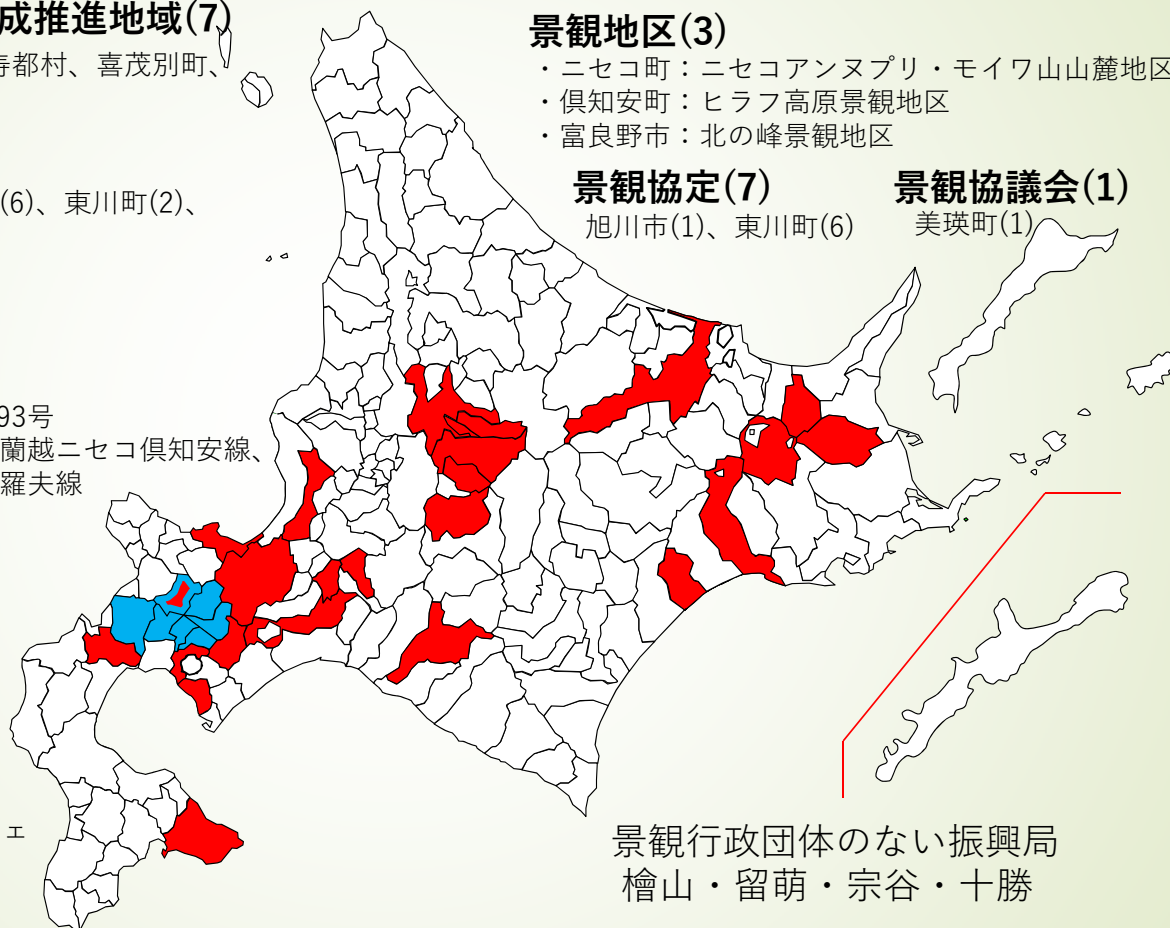 成推進地域(7)
寿都村、喜茂別町、
(6)、東川町(2)、
93号
蘭越ニセコ倶知安線、
羅夫線
エ
景観地区(3)
・ニセコ町：ニセコアンヌプリ・モイワ山山麓地区
・倶知安町：ヒラフ高原景観地区
・富良野市：北の峰景観地区
景観協定(7)
旭川市(1)、東川町(6)
景観協議会(1)
美瑛町(1)
景観行政団体のない振興局
檜山・留萌・宗谷・十勝